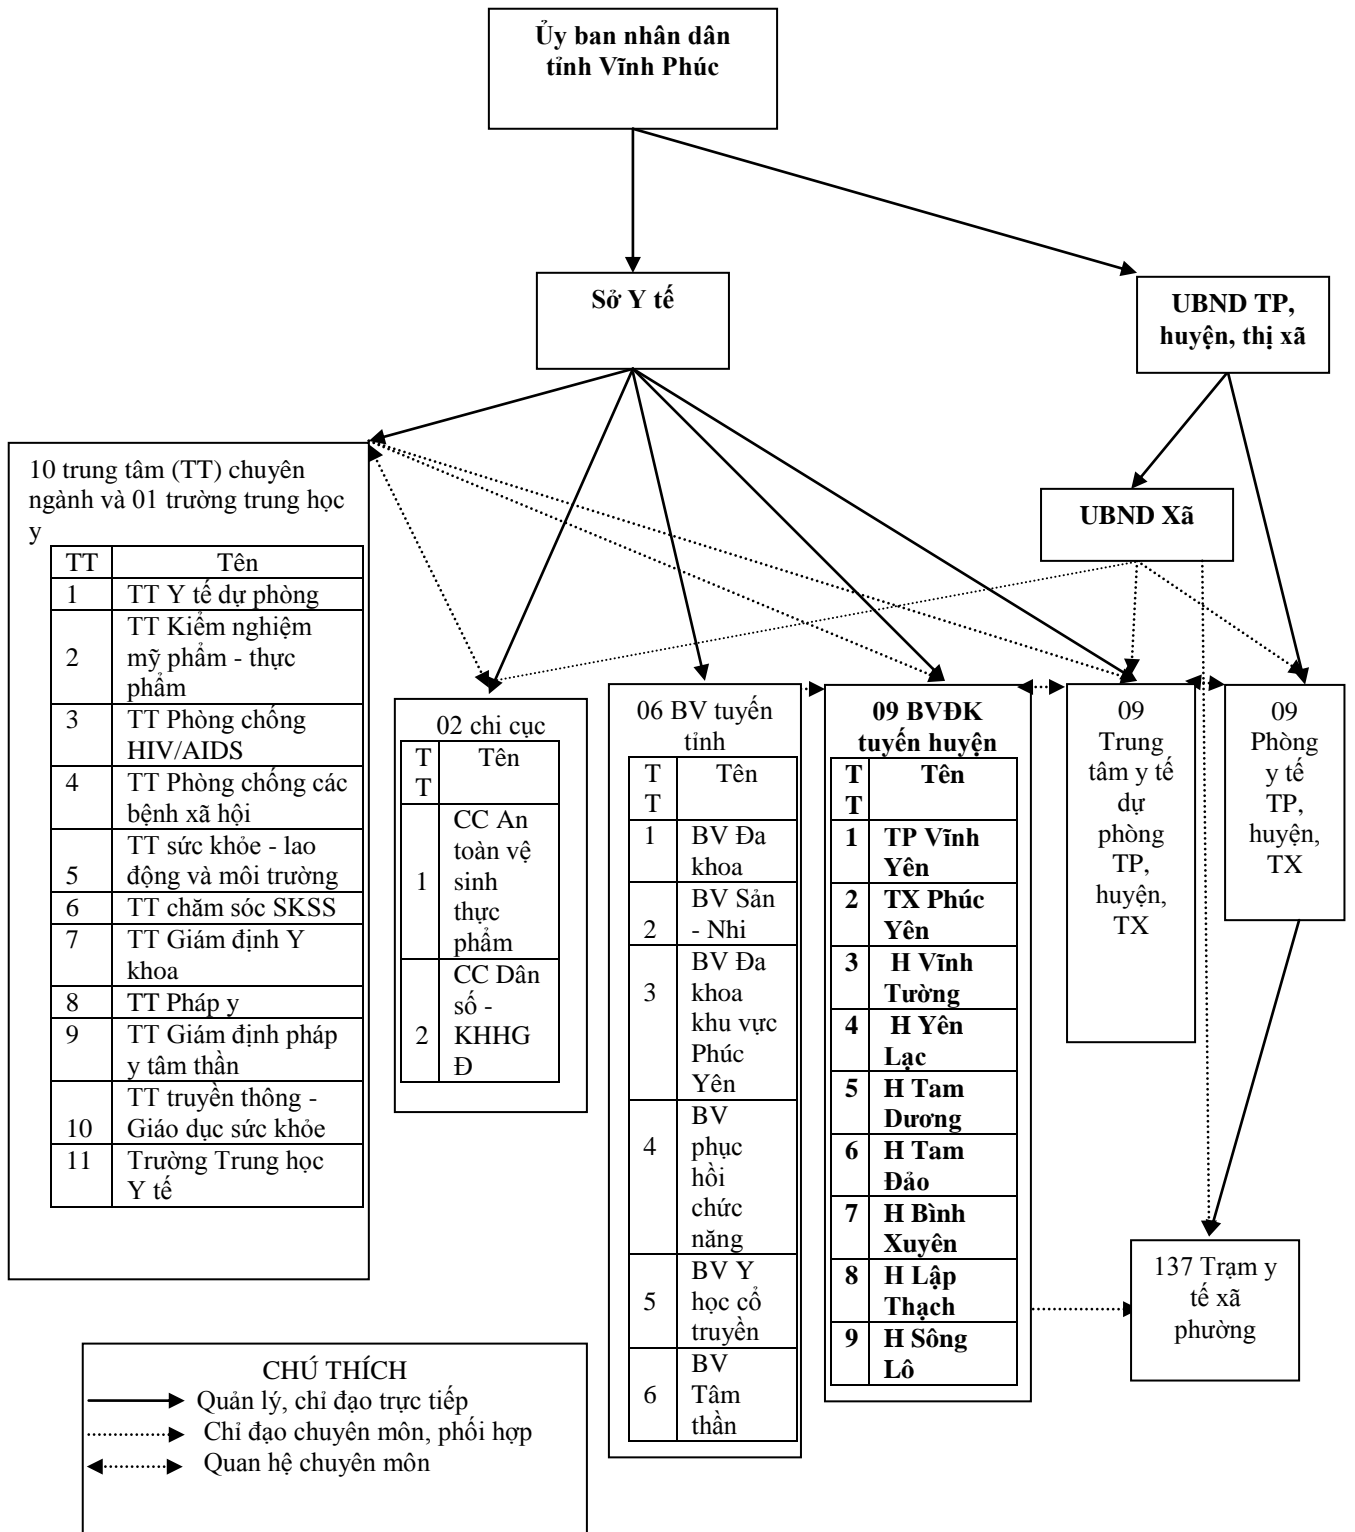 Ủy ban nhân dân
tỉnh Vĩnh Phúc
Sở Y tế
UBND TP,
huyện, thị xã
UBND Xã
10 trung tâm (TT) chuyên
ngành và 01 trường trung học
y
TT Tên
1 TT Y tế dự phòng
2 TT Kiểm nghiệm
mỹ phẩm - thực
phẩm
3 TT Phòng chống
HIV/AIDS
4 TT Phòng chống các
bệnh xã hội
5 TT sức khỏe - lao
động và môi trường
6 TT chăm sóc SKSS
7 TT Giám định Y
khoa
8 TT Pháp y
9 TT Giám định pháp
y tâm thần
10 TT truyền thông -
Giáo dục sức khỏe
11 Trường Trung học
Y tế
02 chi cục
T Tên
T
1 CC An
toàn vệ
sinh
thực
phẩm
2 CC Dân
số -
KHHG
Đ
06 BV tuyến
tỉnh
T Tên
T
1 BV Đa
khoa
2 BV Sản
- Nhi
3 BV Đa
khoa
khu vực
Phúc
Yên
4 BV
phục
hồi
chức
năng
5 BV Y
học cổ
truyền
6 BV
Tâm
thần
09 BVĐK
tuyến huyện
T Tên
T
1 TP Vĩnh
Yên
2 TX Phúc
Yên
3 H Vĩnh
Tường
4 H Yên
Lạc
5 H Tam
Dương
6 H Tam
Đảo
7 H Bình
Xuyên
8 H Lập
Thạch
9 H Sông
Lô
09
Trung
tâm y tế
dự
phòng
TP,
huyện,
TX
09
Phòng
y tế
TP,
huyện,
TX
137 Trạm y
tế xã
phường
CHÚ THÍCH
Quản lý, chỉ đạo trực tiếp
Chỉ đạo chuyên môn, phối hợp
Quan hệ chuyên môn